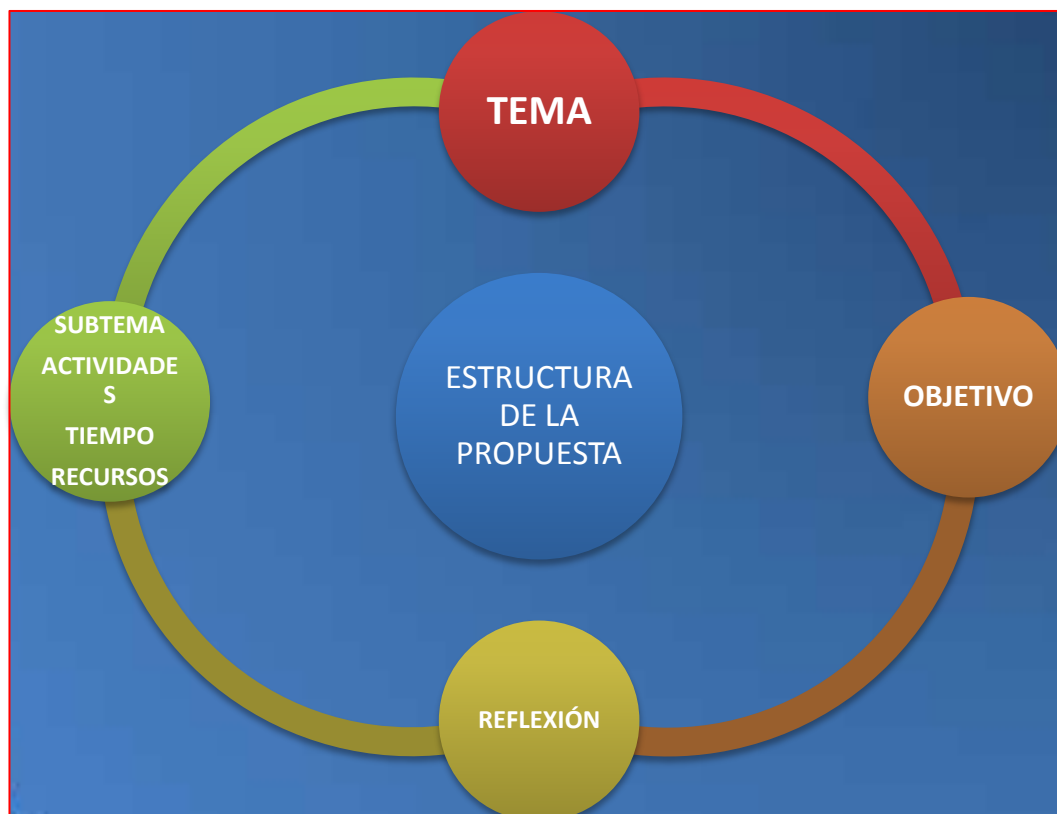 TEMA
SUBTEMA
ACTIVIDADE
S
TIEMPO
RECURSOS
ESTRUCTURA
DE LA
PROPUESTA
OBJETIVO
REFLEXIÓN